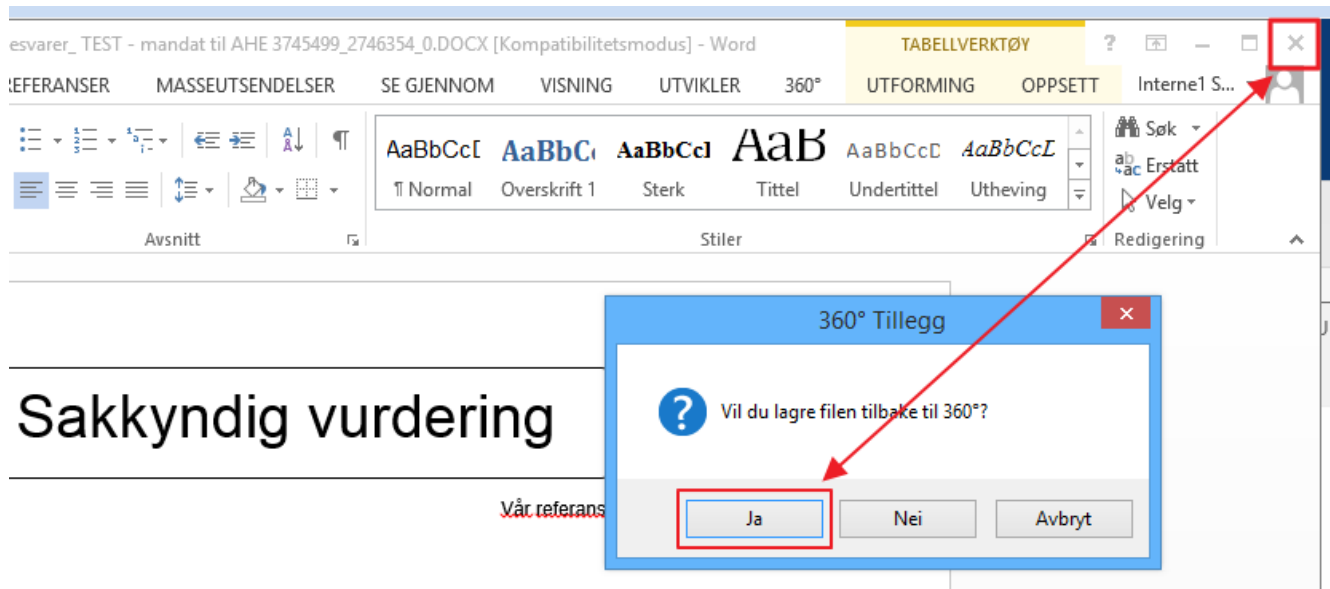 esvarer_ TEST - mandat til AHE 3745499_2746354_0.DOCX [Kompatibilitetsmodus] - Word TABELLVERKTØY ?
REFERANSER MASSEUTSENDELSER SE GJENNOM VISNING UTVIKLER 360° UTFORMING OPPSETT Interne1 S...
AaBbCcD AaBbC AaBbCcI AaB AaBbCcD AaBbCcL Søk
Erstatt
¶ Normal Overskrift 1 Sterk Tittel Undertittel Utheving Velg
Avsnitt Stiler Redigering
360° Tillegg
Sakkyndig vurdering
Vil du lagre filen tilbake til 360°?
Vår referans
Ja Nei Avbryt